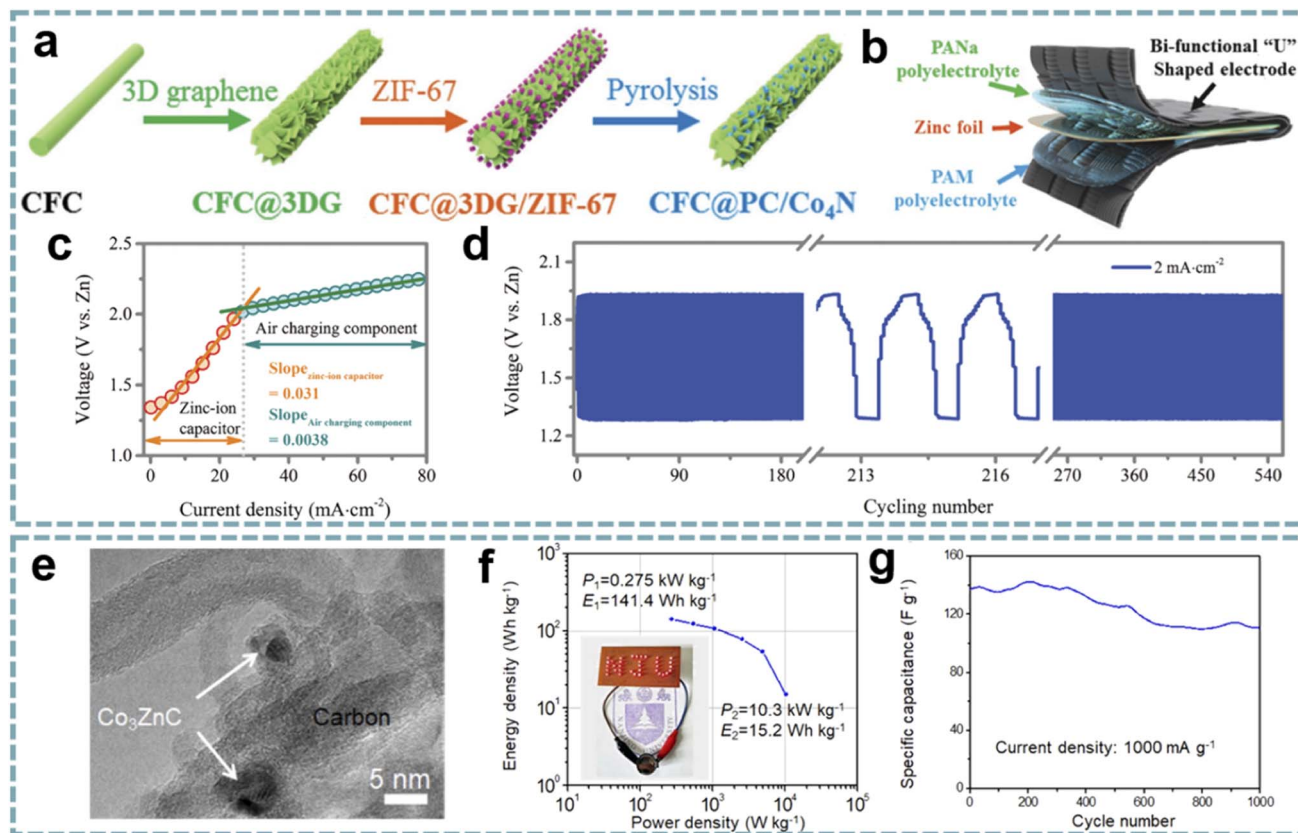 a
3D graphene
ZIF-67
Pyrolysis
CFC
CFC@3DG
CFC@3DG/ZIF-67
CFC@PC/Co₄N
b
PANa
polyelectrolyte
Bi-functional “U”
Shaped electrode
Zinc foil
PAM
polyelectrolyte
c
Voltage (V vs. Zn)
2.5
2.0
1.5
1.0
Air charging component
Slope zinc-ion capacitor
= 0.031
Slope Air charging component
= 0.0038
Zinc-ion
capacitor
0 20 40 60 80
Current density (mA·cm⁻²)
d
Voltage (V vs. Zn)
2.1
1.8
1.5
1.2
2 mA·cm⁻²
0 90 180 213 216 270 360 450 540
Cycling number
e
Co₃ZnC
Carbon
5 nm
f
Energy density (Wh kg⁻¹)
10³
10²
10¹
10⁰
P₁=0.275 kW kg⁻¹
E₁=141.4 Wh kg⁻¹
NJU
P₂=10.3 kW kg⁻¹
E₂=15.2 Wh kg⁻¹
10¹ 10² 10³ 10⁴ 10⁵
Power density (W kg⁻¹)
g
Specific capacitance (F g⁻¹)
160
120
80
40
0
Current density: 1000 mA g⁻¹
0 200 400 600 800 1000
Cycle number